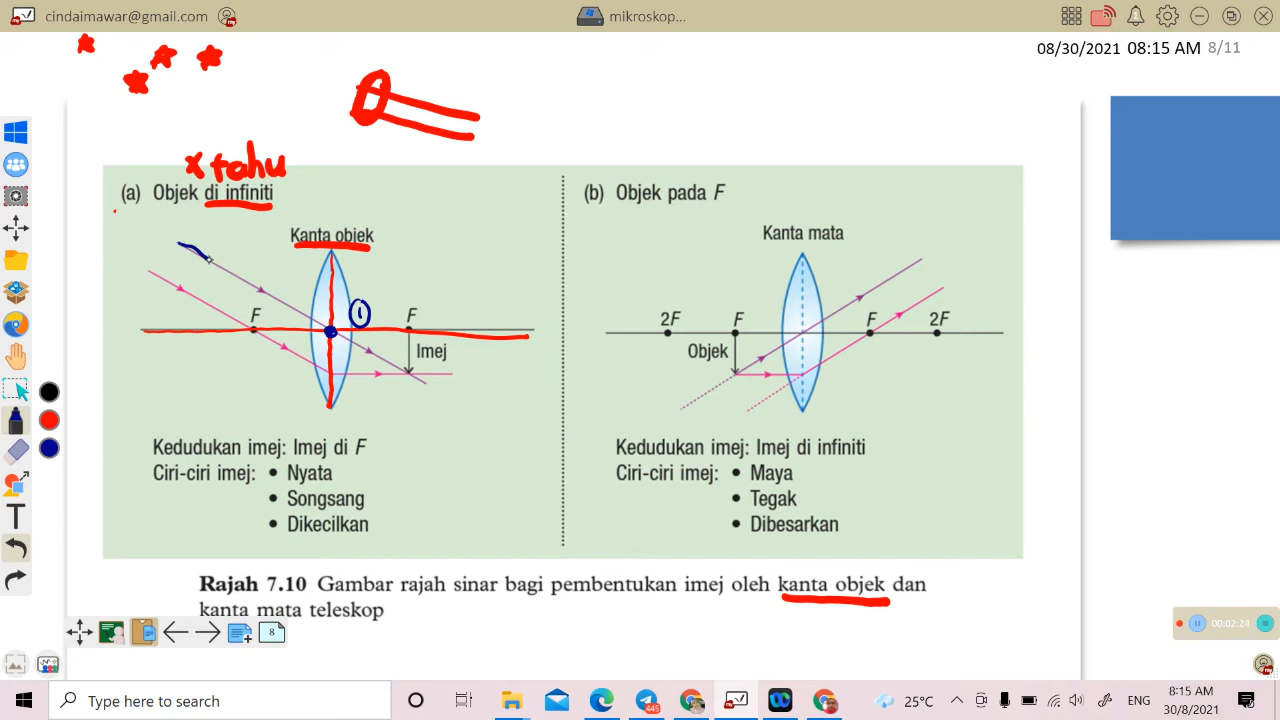 cindaimawar@gmail.com
mikroskop...
08/30/2021 08:15 AM 8/11
x tahu
(a) Objek di infiniti
Kanta objek
F
1
F
Imej
Kedudukan imej: Imej di F
Ciri-ciri imej: • Nyata
• Songsang
• Dikecilkan
(b) Objek pada F
Kanta mata
2F F F 2F
Objek
Kedudukan imej: Imej di infiniti
Ciri-ciri imej: • Maya
• Tegak
• Dibesarkan
Rajah 7.10 Gambar rajah sinar bagi pembentukan imej oleh kanta objek dan
kanta mata teleskop
T
8
00:02:24
Type here to search
445
25°C
ENG
8:15 AM
30/8/2021